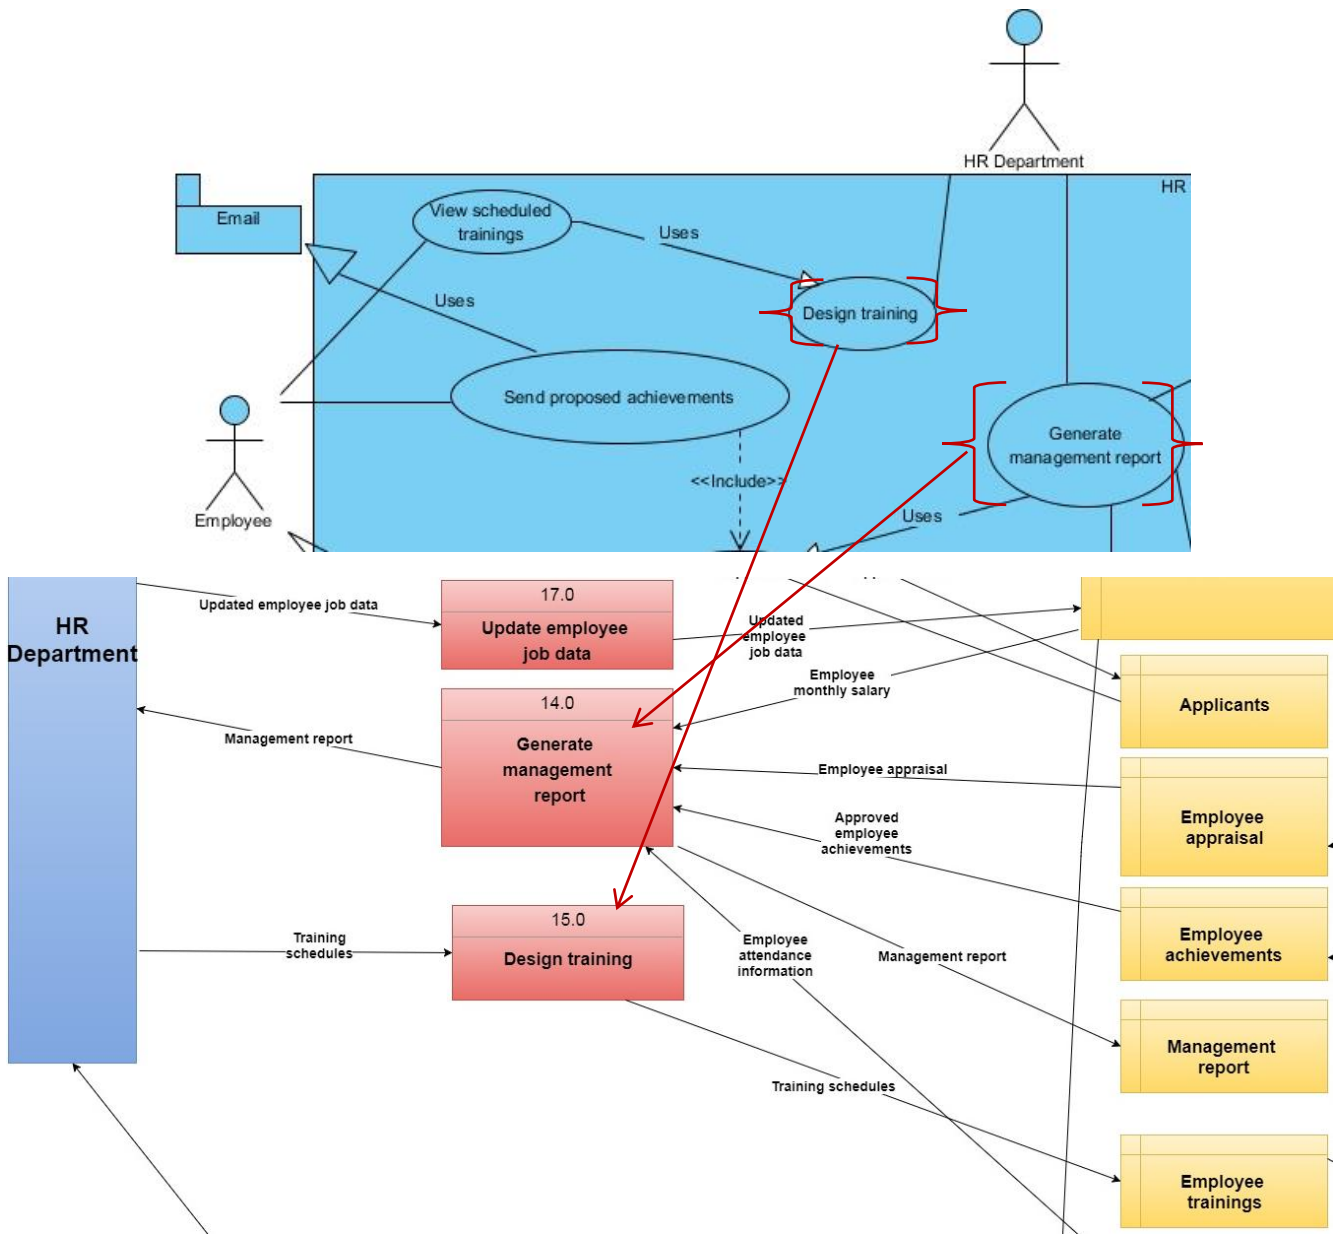 HR Department
HR
Email
View scheduled
trainings
Uses
Design training
Uses
Send proposed achievements
Generate
management report
<<Include>>
Uses
Employee
HR
Department
Updated employee job data
17.0
Update employee
job data
Updated
employee
job data
Employee
monthly salary
Applicants
14.0
Generate
management
report
Management report
Employee appraisal
Employee
appraisal
Approved
employee
achievements
15.0
Design training
Training
schedules
Employee
attendance
information
Management report
Employee
achievements
Management
report
Training schedules
Employee
trainings